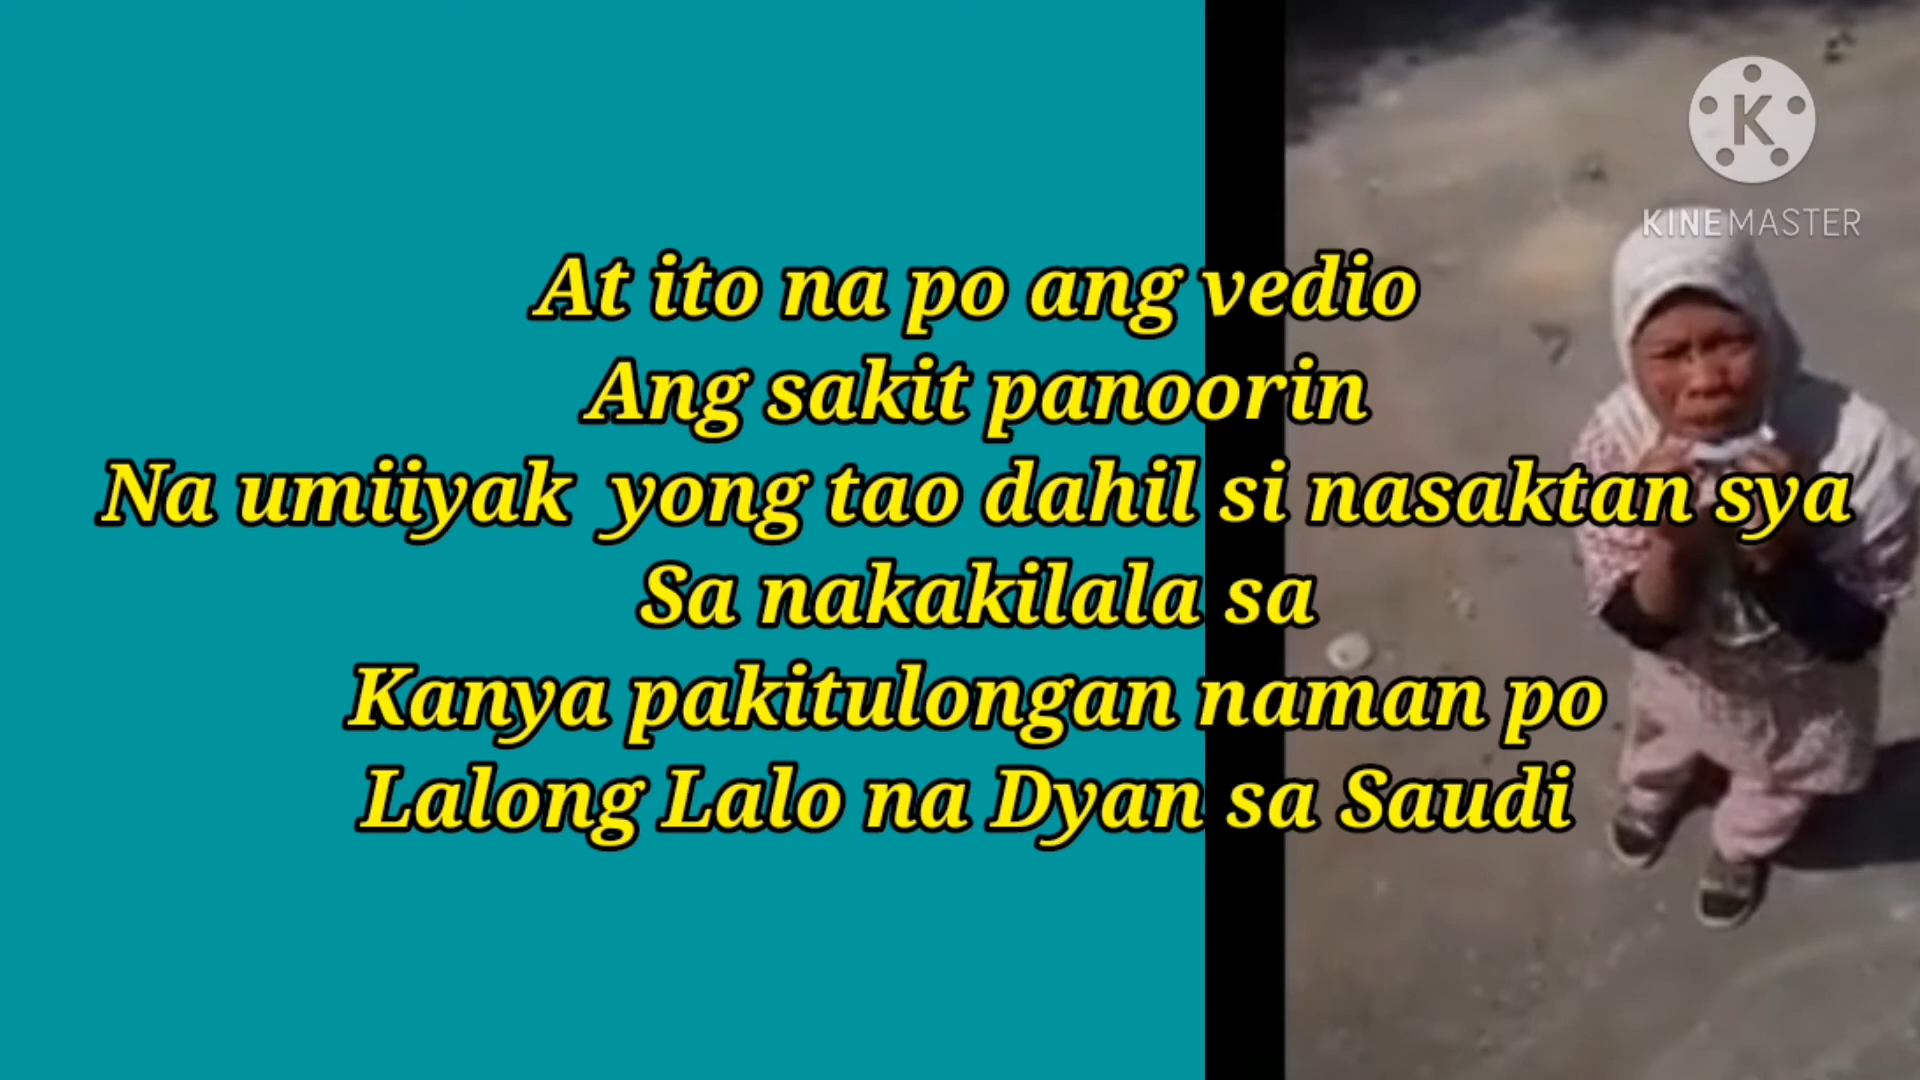 K
KINEMASTER
At ito na po ang vedio
Ang sakit panoorin
Na umiiyak yong tao dahil si nasaktan sya
Sa nakakilala sa
Kanya pakitulongan naman po
Lalong Lalo na Dyan sa Saudi